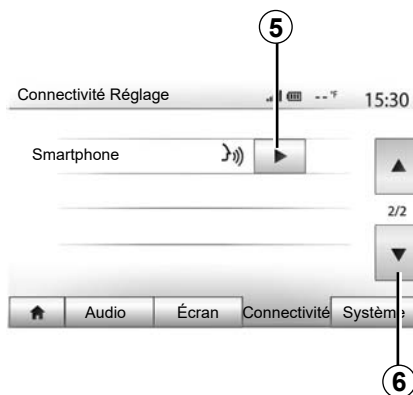 5
Connectivité Réglage -- °F 15:30
Smartphone
2/2
Audio Écran Connectivité Système
6